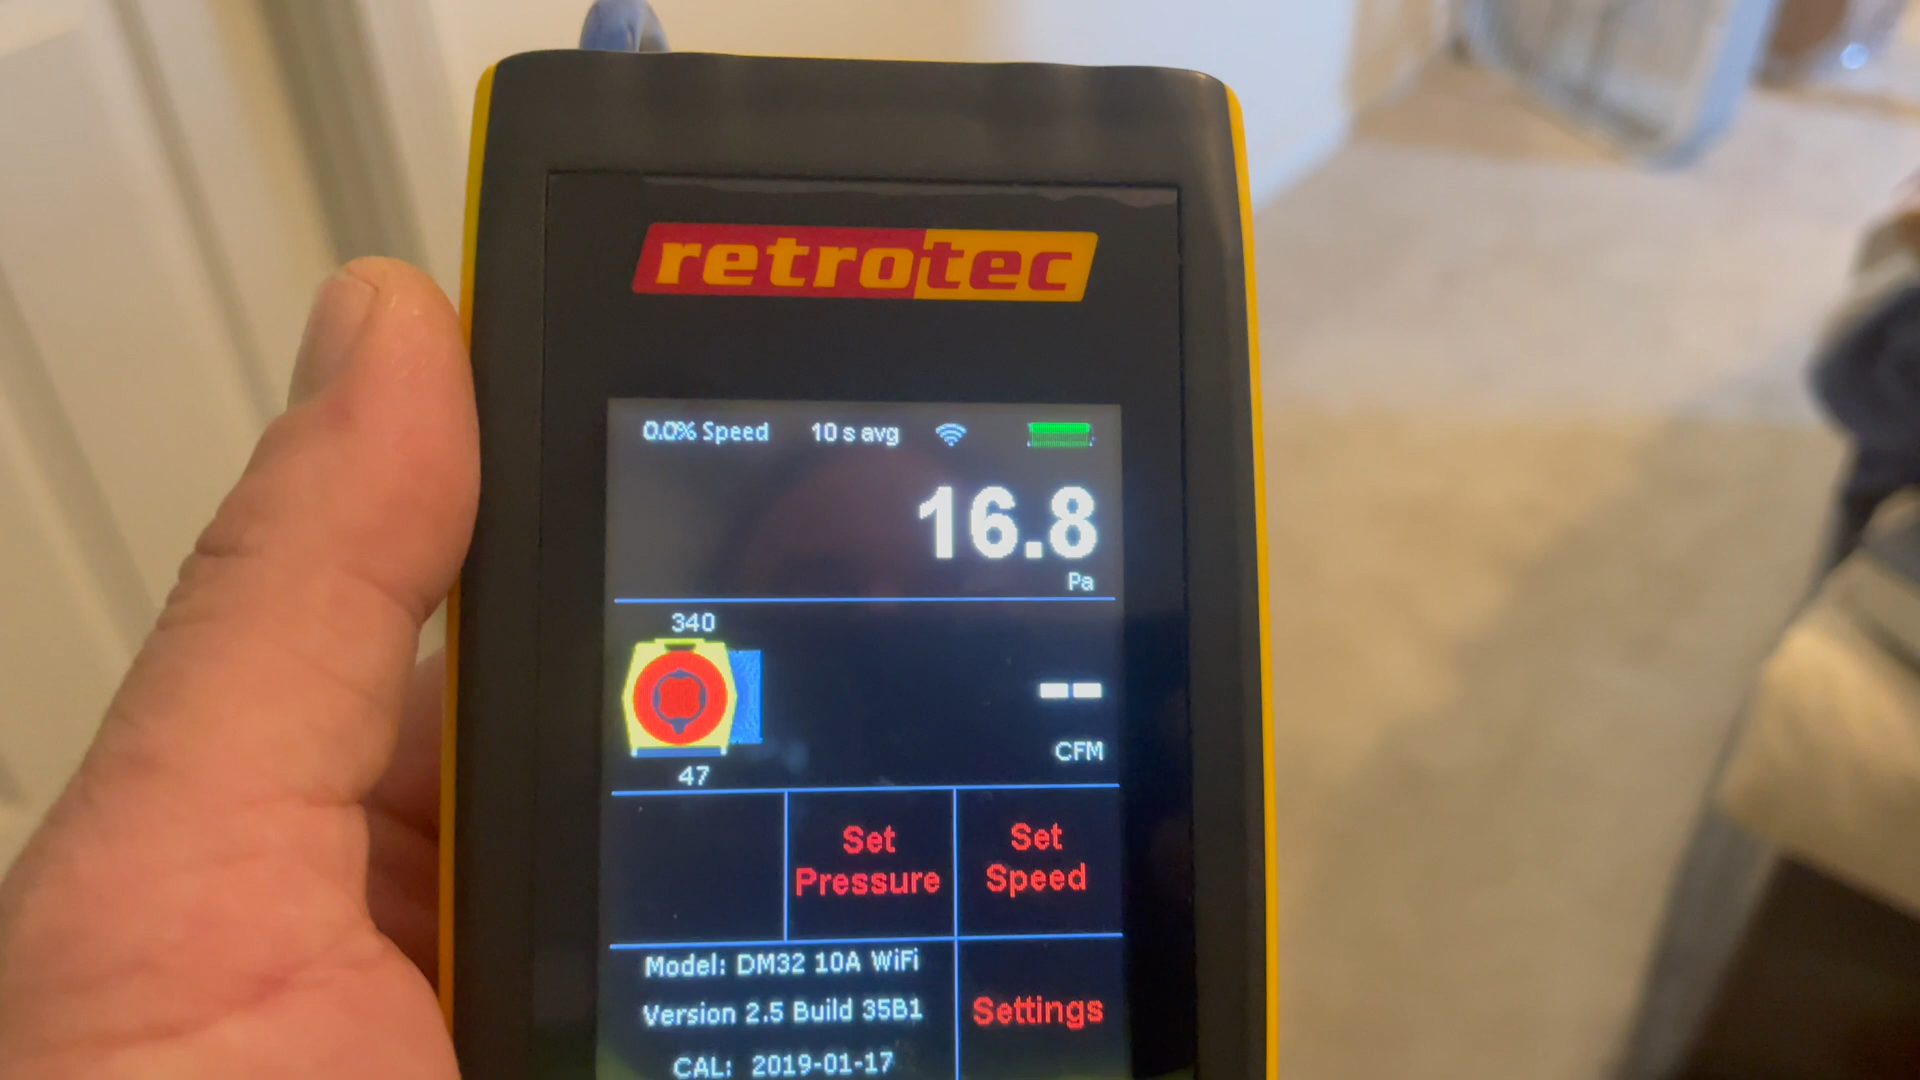 retrotec
0.0% Speed 10 s avg
16.8
Pa
340
--
CFM
47
Set Pressure
Set Speed
Model: DM32 10A WiFi
Version 2.5 Build 35B1
CAL: 2019-01-17
Settings